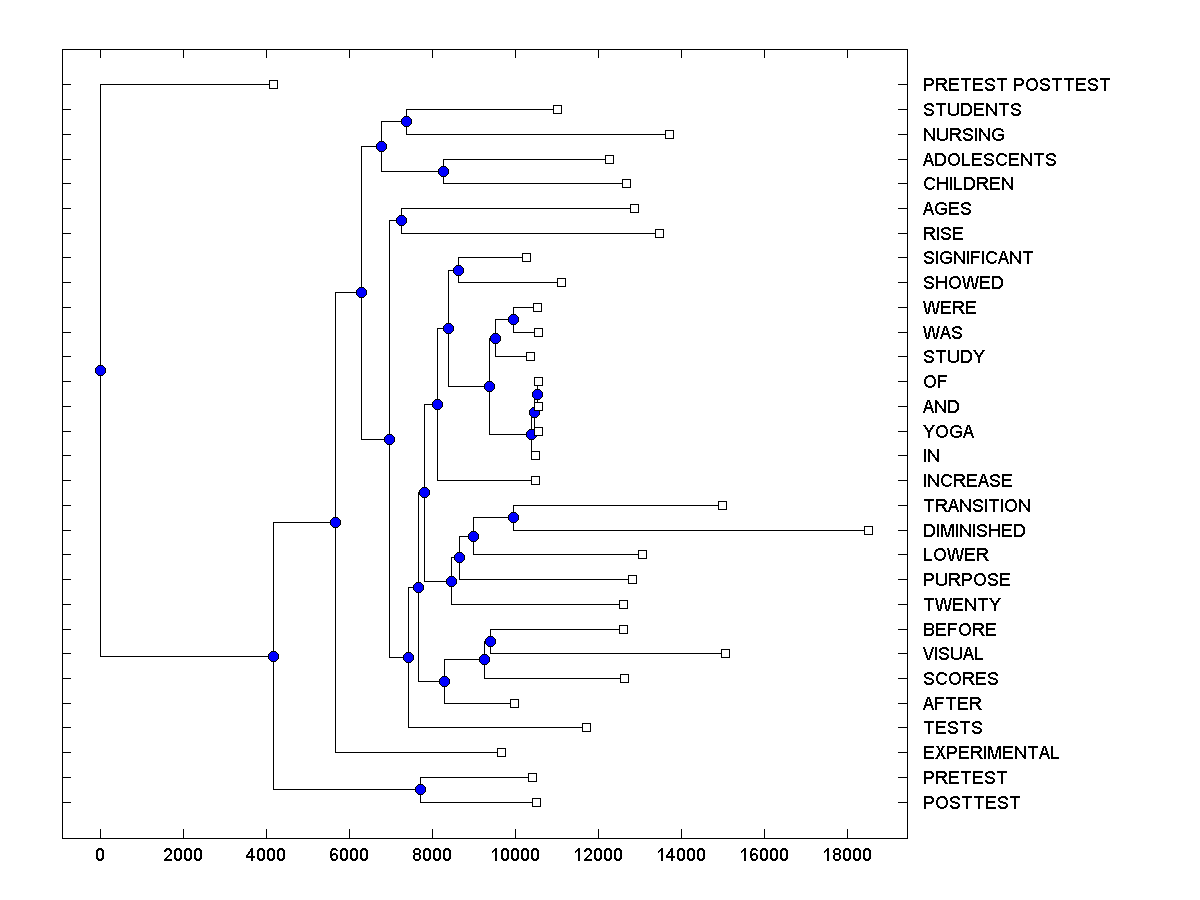 PRETEST POSTTEST
STUDENTS
NURSING
ADOLESCENTS
CHILDREN
AGES
RISE
SIGNIFICANT
SHOWED
WERE
WAS
STUDY
OF
AND
YOGA
IN
INCREASE
TRANSITION
DIMINISHED
LOWER
PURPOSE
TWENTY
BEFORE
VISUAL
SCORES
AFTER
TESTS
EXPERIMENTAL
PRETEST
POSTTEST
0 2000 4000 6000 8000 10000 12000 14000 16000 18000